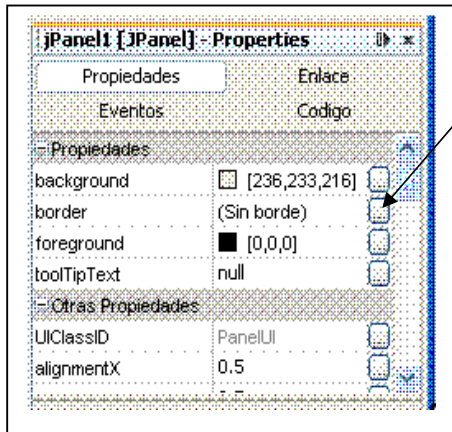 jPanel1 [JPanel] - Properties
Propiedades Enlace
Eventos Codigo
Propiedades
background [236,233,216] ...
border (Sin borde) ...
foreground [0,0,0] ...
toolTipText null ...
Otras Propiedades
UIClassID PanelUI ...
alignmentX 0.5 ...